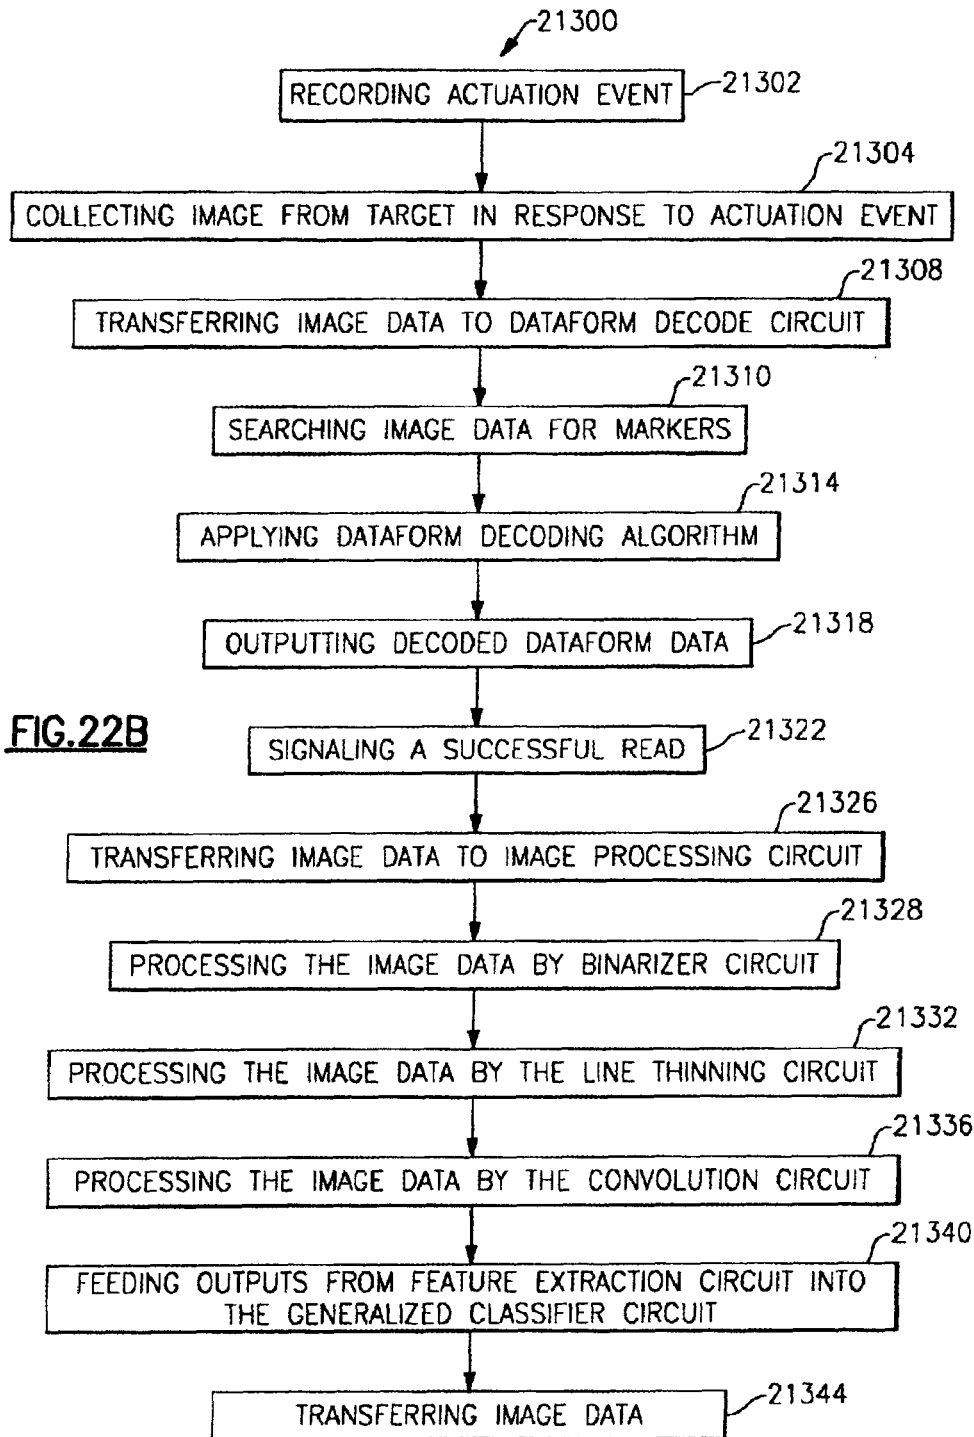 21300
RECORDING ACTUATION EVENT
21302
21304
COLLECTING IMAGE FROM TARGET IN RESPONSE TO ACTUATION EVENT
21308
TRANSFERRING IMAGE DATA TO DATAFORM DECODE CIRCUIT
21310
SEARCHING IMAGE DATA FOR MARKERS
21314
APPLYING DATAFORM DECODING ALGORITHM
21318
OUTPUTTING DECODED DATAFORM DATA
FIG.22B
21322
SIGNALING A SUCCESSFUL READ
21326
TRANSFERRING IMAGE DATA TO IMAGE PROCESSING CIRCUIT
21328
PROCESSING THE IMAGE DATA BY BINARIZER CIRCUIT
21332
PROCESSING THE IMAGE DATA BY THE LINE THINNING CIRCUIT
21336
PROCESSING THE IMAGE DATA BY THE CONVOLUTION CIRCUIT
21340
FEEDING OUTPUTS FROM FEATURE EXTRACTION CIRCUIT INTO
THE GENERALIZED CLASSIFIER CIRCUIT
21344
TRANSFERRING IMAGE DATA